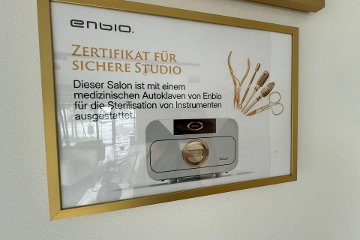 enbio.
ZERTIFIKAT FÜR
SICHERE STUDIO
Dieser Salon ist mit einem
medizinischen Autoklaven von Enbio
für die Sterilisation von Instrumenten
ausgestattet.